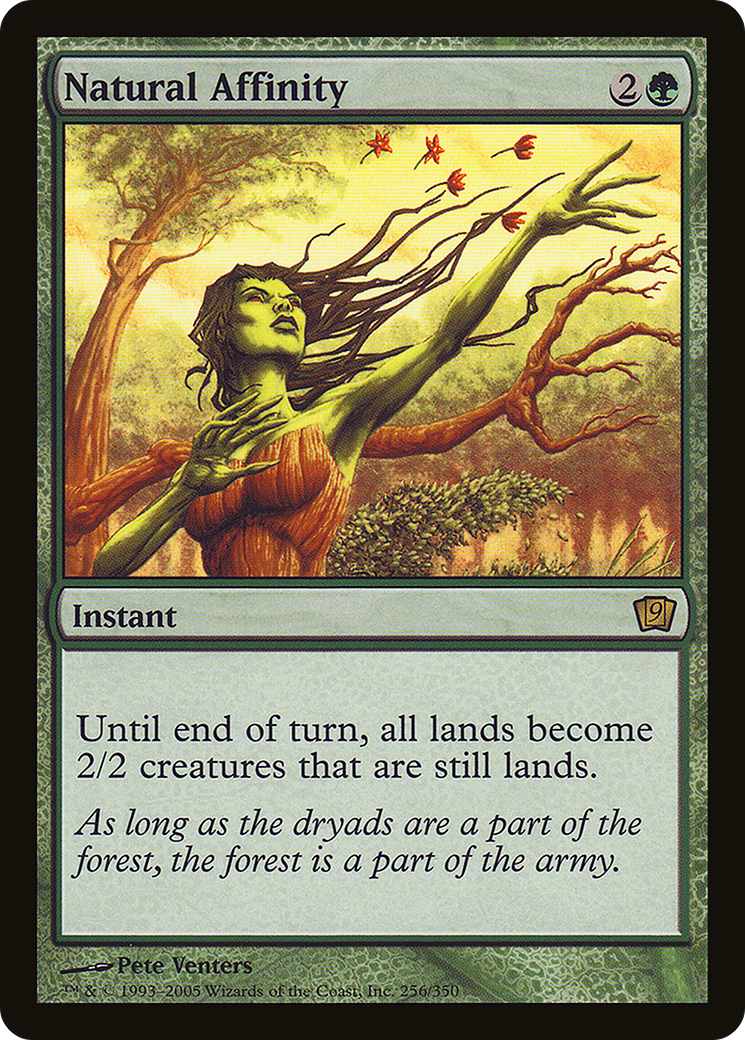 Natural Affinity 2
Instant 9
Until end of turn, all lands become
2/2 creatures that are still lands.
As long as the dryads are a part of the
forest, the forest is a part of the army.
Pete Venters
™ & © 1993–2005 Wizards of the Coast, Inc. 256/350